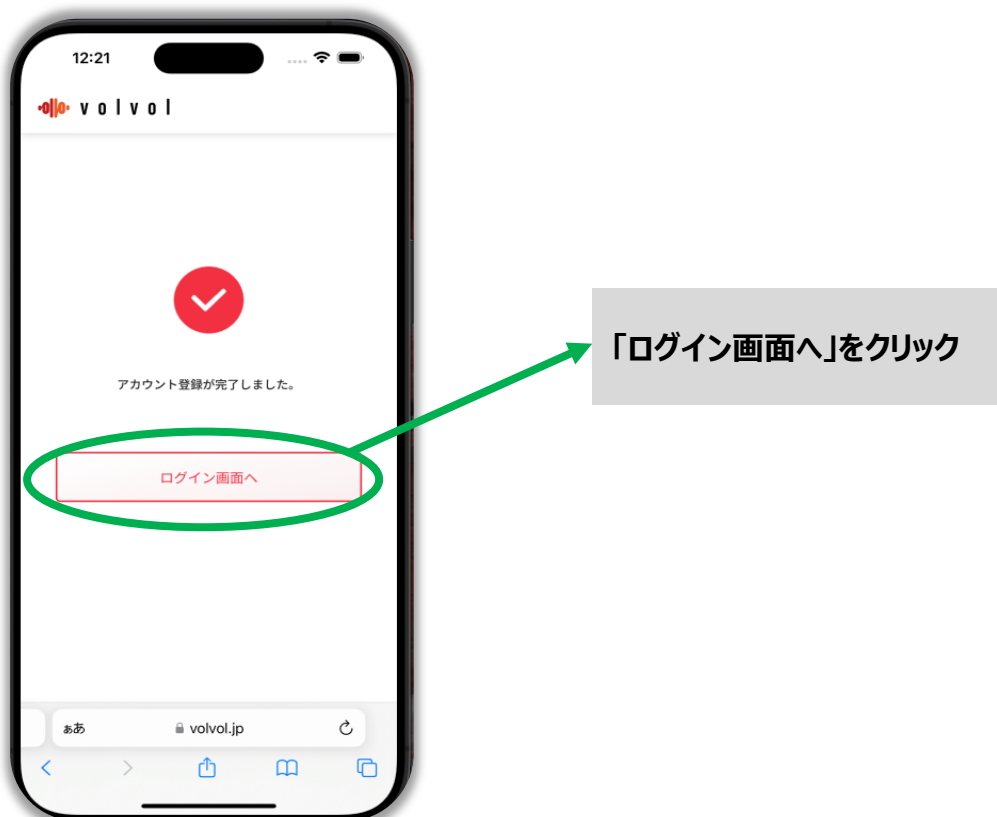 12:21
volvol
アカウント登録が完了しました。
ログイン画面へ
「ログイン画面へ」をクリック
ぁあ volvol.jp